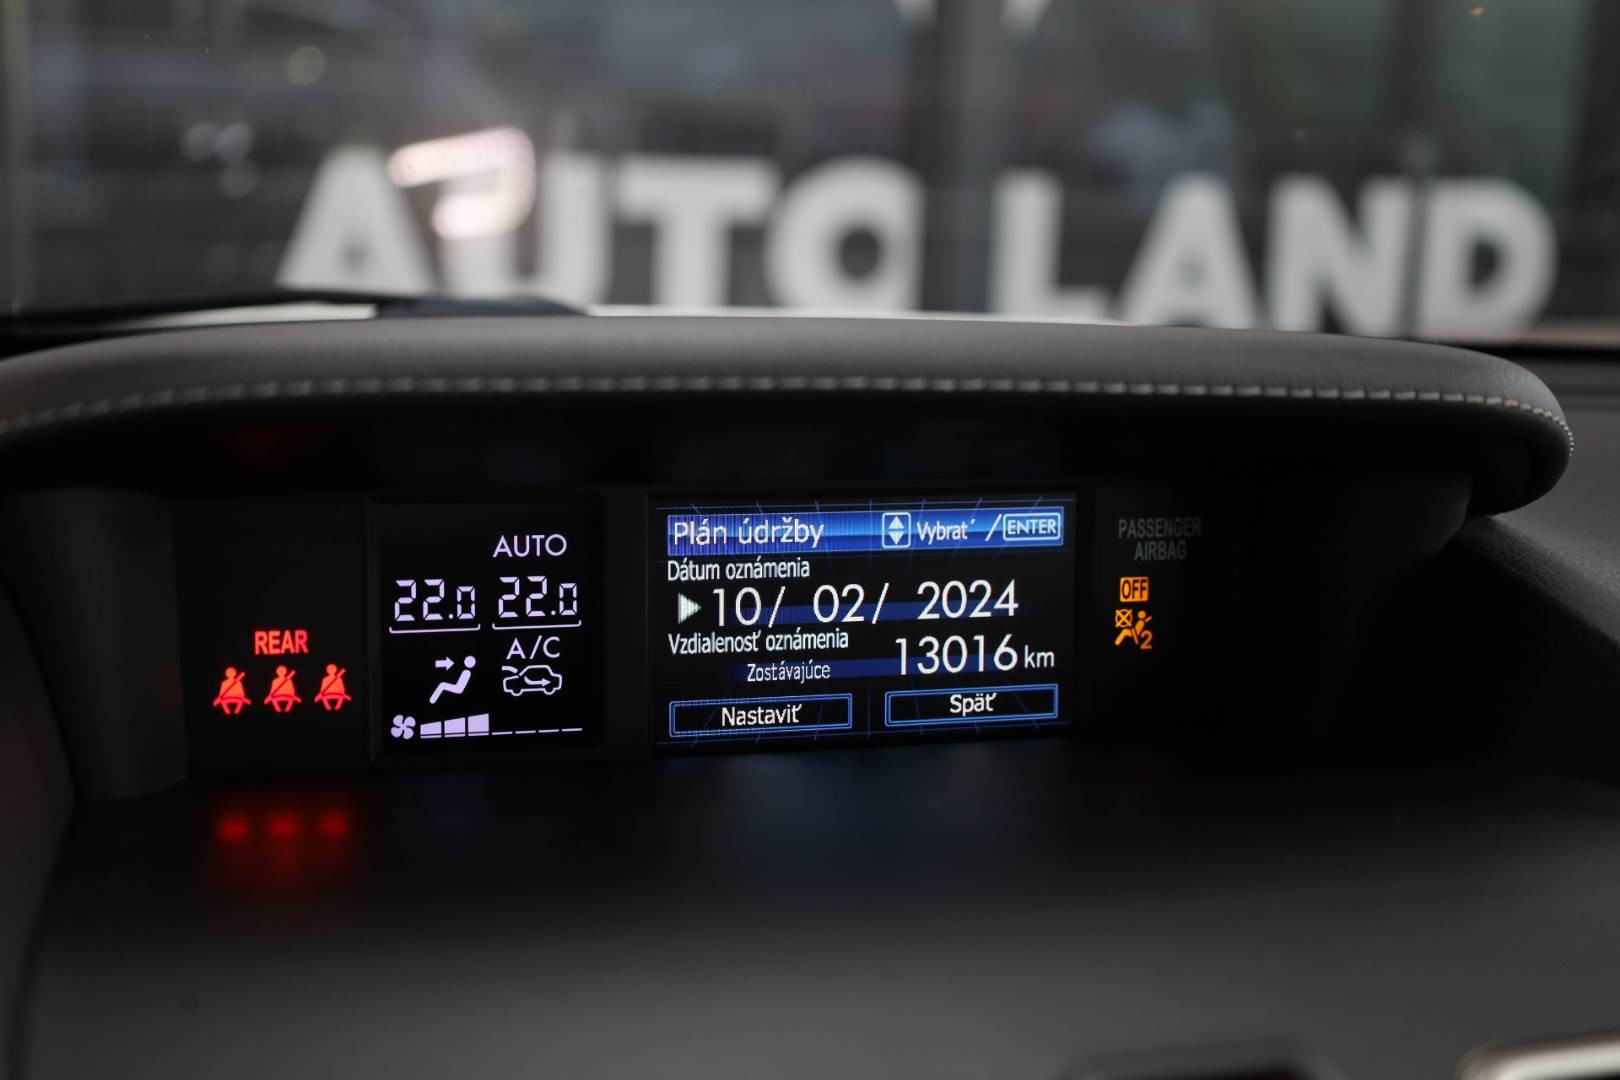 AUTO LAND
AUTO
22.0 22.0
A/C
REAR
Plán údržby Vybrať /ENTER
Dátum oznámenia
10/ 02/ 2024
Vzdialenosť oznámenia
Zostávajúce 13016 km
Nastaviť Späť
PASSENGER
AIRBAG
OFF
2